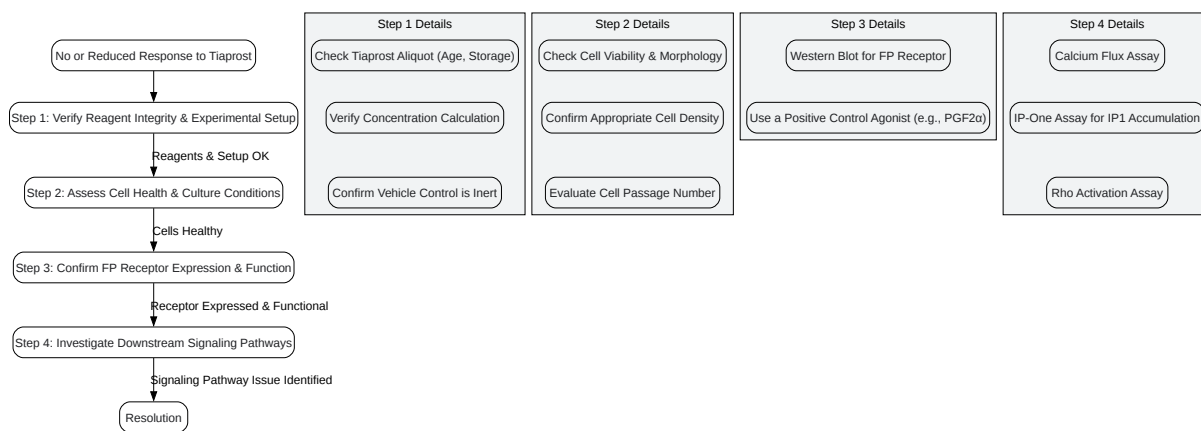 No or Reduced Response to Tiaprost
Step 1: Verify Reagent Integrity & Experimental Setup
Reagents & Setup OK
Step 2: Assess Cell Health & Culture Conditions
Cells Healthy
Step 3: Confirm FP Receptor Expression & Function
Receptor Expressed & Functional
Step 4: Investigate Downstream Signaling Pathways
Signaling Pathway Issue Identified
Resolution
Step 1 Details
Check Tiaprost Aliquot (Age, Storage)
Verify Concentration Calculation
Confirm Vehicle Control is Inert
Step 2 Details
Check Cell Viability & Morphology
Confirm Appropriate Cell Density
Evaluate Cell Passage Number
Step 3 Details
Western Blot for FP Receptor
Use a Positive Control Agonist (e.g., PGF2α)
Step 4 Details
Calcium Flux Assay
IP-One Assay for IP1 Accumulation
Rho Activation Assay